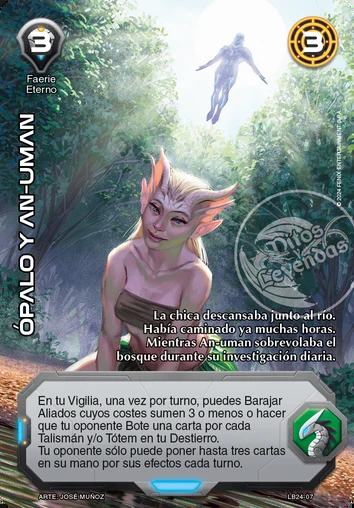 3
3
Faerie
Eterno
ÓPALO Y AN-UMAN
© 2024 FENIX ENTERTAINMENT SPA
Mitos y
Leyendas
La chica descansaba junto al río.
Había caminado ya muchas horas.
Mientras An-uman sobrevolaba el
bosque durante su investigación diaria.
En tu Vigilia, una vez por turno, puedes Barajar
Aliados cuyos costes sumen 3 o menos o hacer
que tu oponente Bote una carta por cada
Talismán y/o Tótem en tu Destierro.
Tu oponente sólo puede poner hasta tres cartas
en su mano por sus efectos cada turno.
ARTE: JOSÉ MUÑOZ
LB24-07